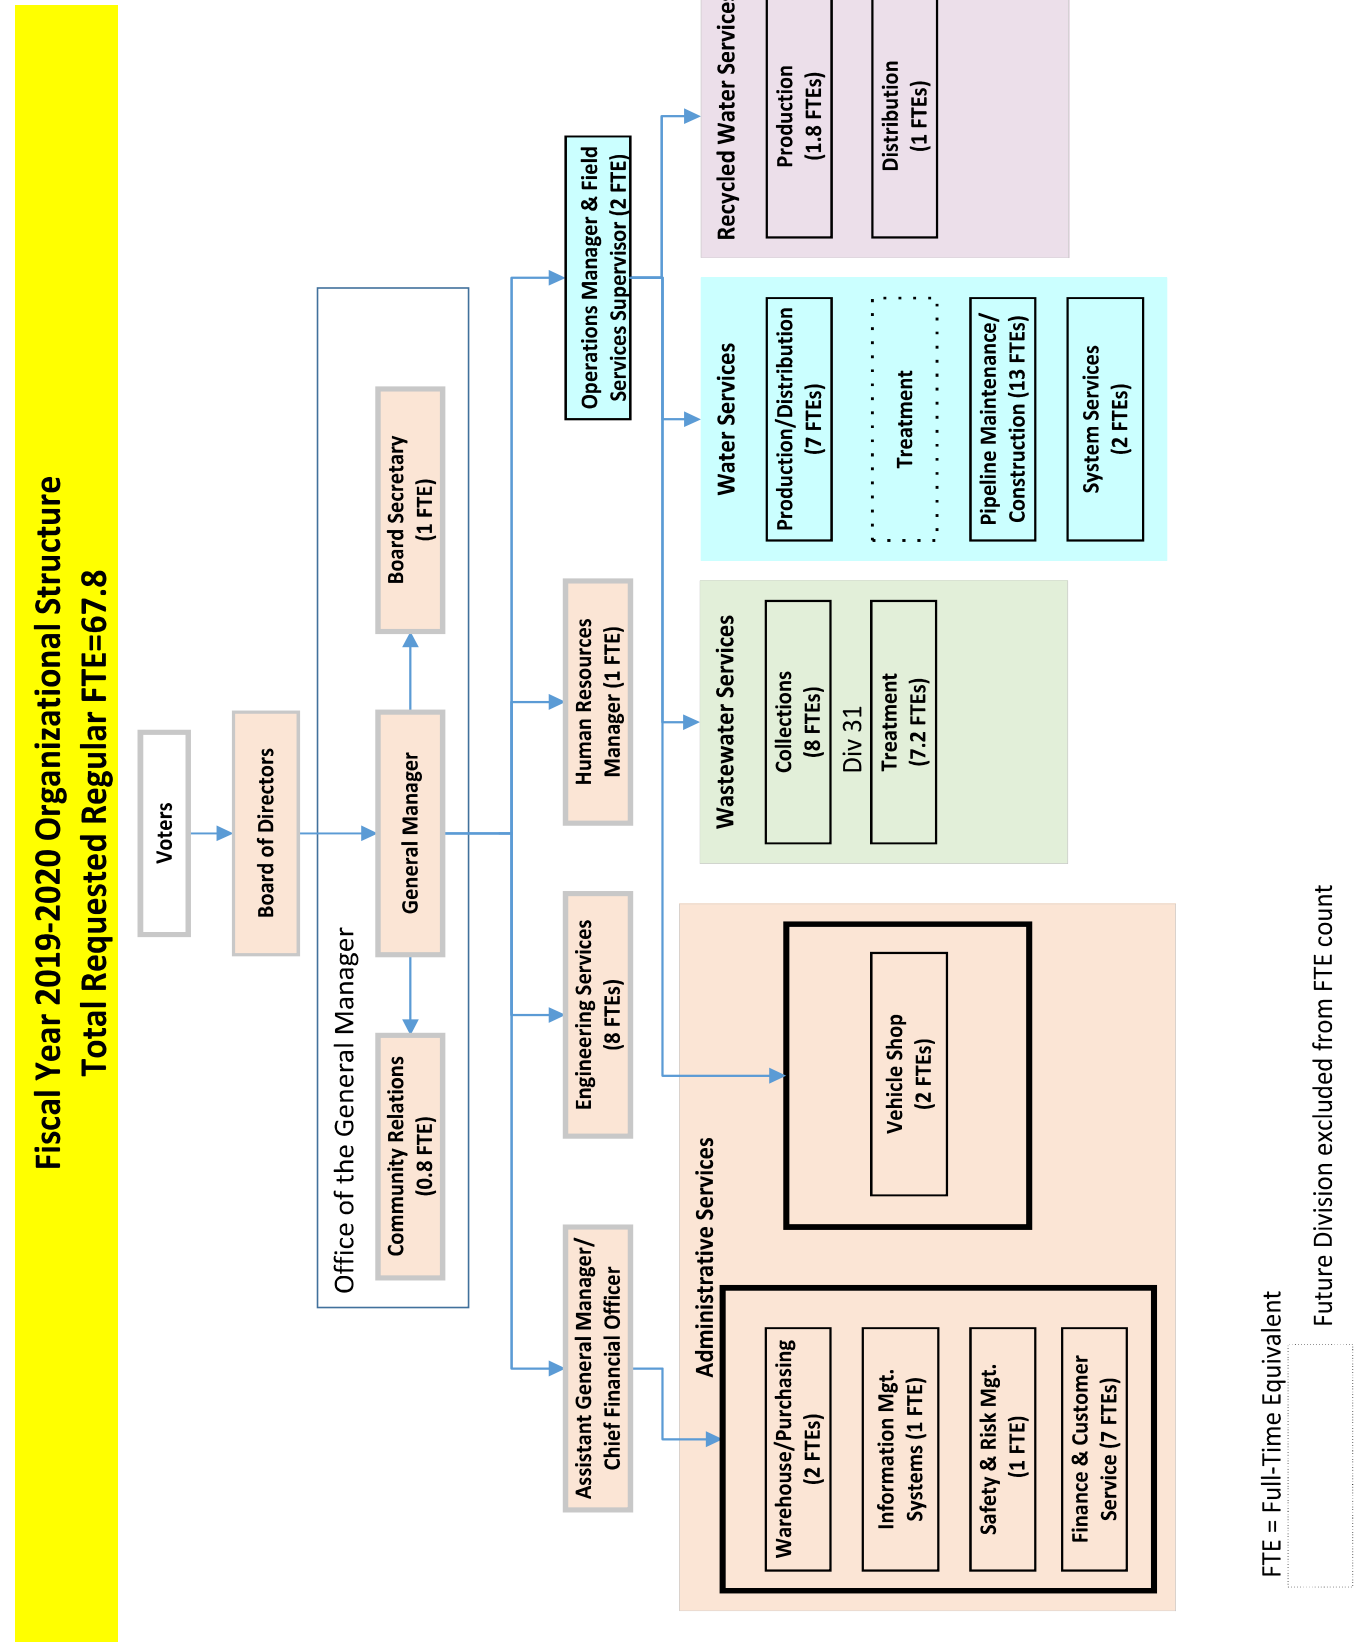 Fiscal Year 2019-2020 Organizational Structure
Total Requested Regular FTE=67.8
Voters
Board of Directors
Office of the General Manager
Community Relations
(0.8 FTE)
General Manager
Board Secretary
(1 FTE)
Assistant General Manager/
Chief Financial Officer
Engineering Services
(8 FTEs)
Human Resources
Manager (1 FTE)
Operations Manager & Field
Services Supervisor (2 FTE)
Administrative Services
Warehouse/Purchasing
(2 FTEs)
Information Mgt.
Systems (1 FTE)
Safety & Risk Mgt.
(1 FTE)
Finance & Customer
Service (7 FTEs)
Vehicle Shop
(2 FTEs)
Wastewater Services
Collections
(8 FTEs)
Div 31
Treatment
(7.2 FTEs)
Water Services
Production/Distribution
(7 FTEs)
Treatment
Pipeline Maintenance/
Construction (13 FTEs)
System Services
(2 FTEs)
Recycled Water Services
Production
(1.8 FTEs)
Distribution
(1 FTEs)
FTE = Full-Time Equivalent
Future Division excluded from FTE count